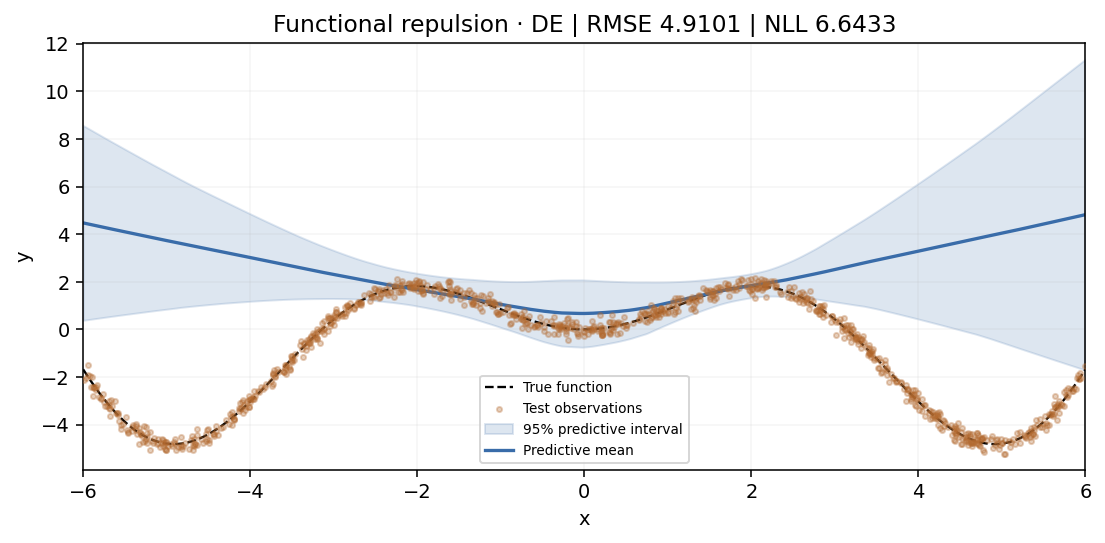 Functional repulsion · DE | RMSE 4.9101 | NLL 6.6433
12
10
8
6
4
2
0
−2
−4
y
True function
Test observations
95% predictive interval
Predictive mean
−6
−4
−2
0
2
4
6
x